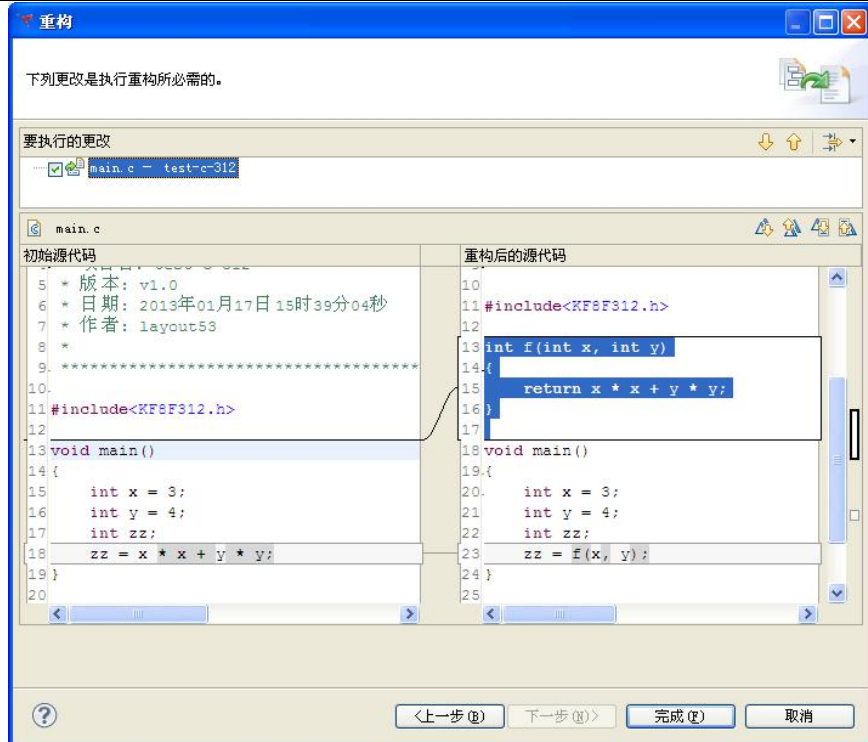 重构
下列更改是执行重构所必需的。
要执行的更改
main.c - test-c-312
main.c
初始源代码
5 * 版本: v1.0
6 * 日期: 2013年01月17日15时39分04秒
7 * 作者: layout53
8 *
9 *************************************
10
11 #include<KF8F312.h>
12
13 void main()
14 {
15 int x = 3;
16 int y = 4;
17 int zz;
18 zz = x * x + y * y;
19 }
20
重构后的源代码
10
11 #include<KF8F312.h>
12
13 int f(int x, int y)
14 {
15 return x * x + y * y;
16 }
17
18 void main()
19 {
20 int x = 3;
21 int y = 4;
22 int zz;
23 zz = f(x, y);
24 }
25
<上一步(B)
下一步(N)>
完成(F)
取消